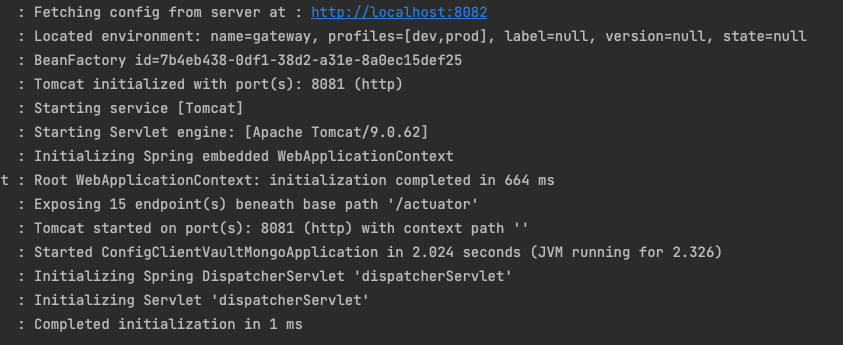 : Fetching config from server at : http://localhost:8082
: Located environment: name=gateway, profiles=[dev,prod], label=null, version=null, state=null
: BeanFactory id=7b4eb438-0df1-38d2-a31e-8a0ec15def25
: Tomcat initialized with port(s): 8081 (http)
: Starting service [Tomcat]
: Starting Servlet engine: [Apache Tomcat/9.0.62]
: Initializing Spring embedded WebApplicationContext
t : Root WebApplicationContext: initialization completed in 664 ms
: Exposing 15 endpoint(s) beneath base path '/actuator'
: Tomcat started on port(s): 8081 (http) with context path ''
: Started ConfigClientVaultMongoApplication in 2.024 seconds (JVM running for 2.326)
: Initializing Spring DispatcherServlet 'dispatcherServlet'
: Initializing Servlet 'dispatcherServlet'
: Completed initialization in 1 ms